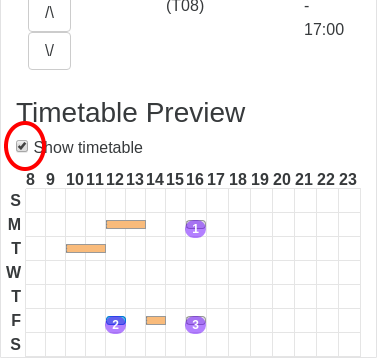 /\
(T08)
-
17:00
\/
Timetable Preview
Show timetable
8 9 10 11 12 13 14 15 16 17 18 19 20 21 22 23
S
M 1
T
W
T
F 2 3
S